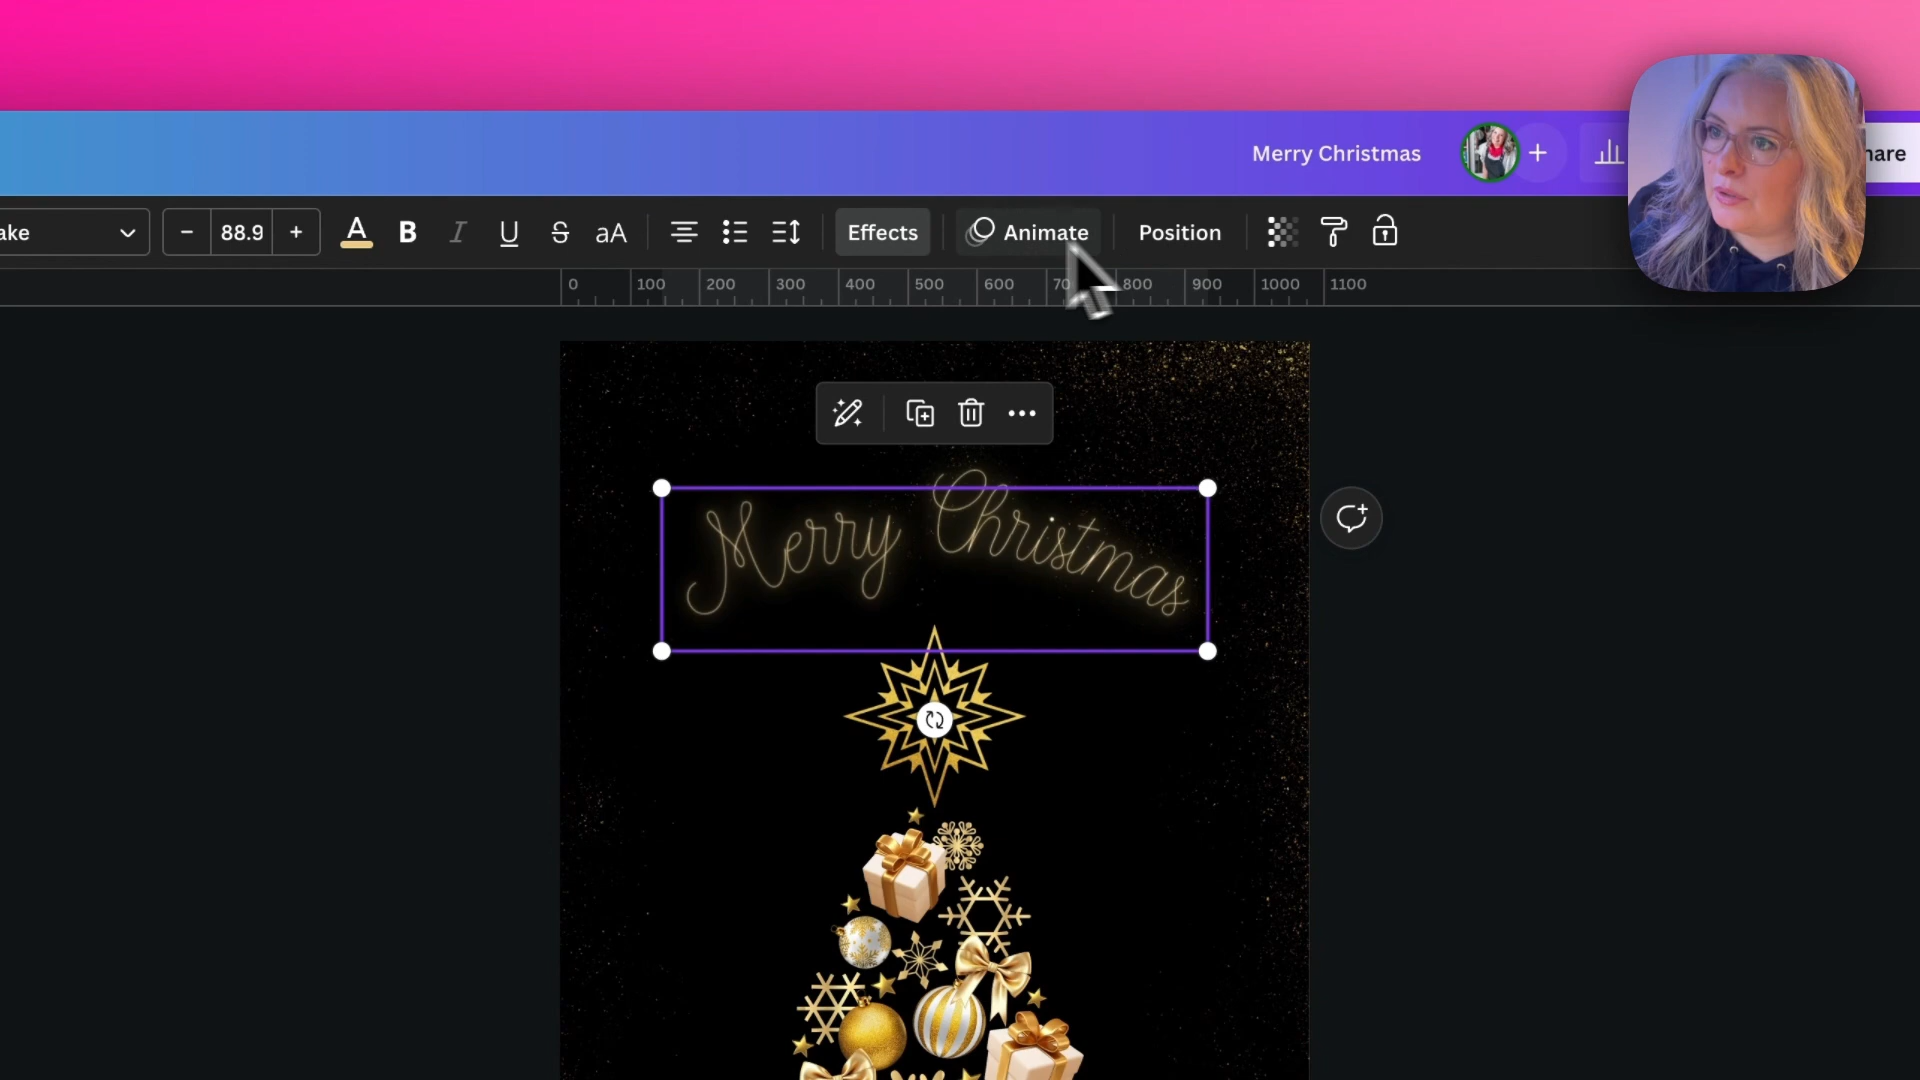 Merry Christmas
+
hare
ake
−
88.9
+
A
B
I
U
S
aA
Effects
Animate
Position
0
100
200
300
400
500
600
70
800
900
1000
1100
Merry Christmas